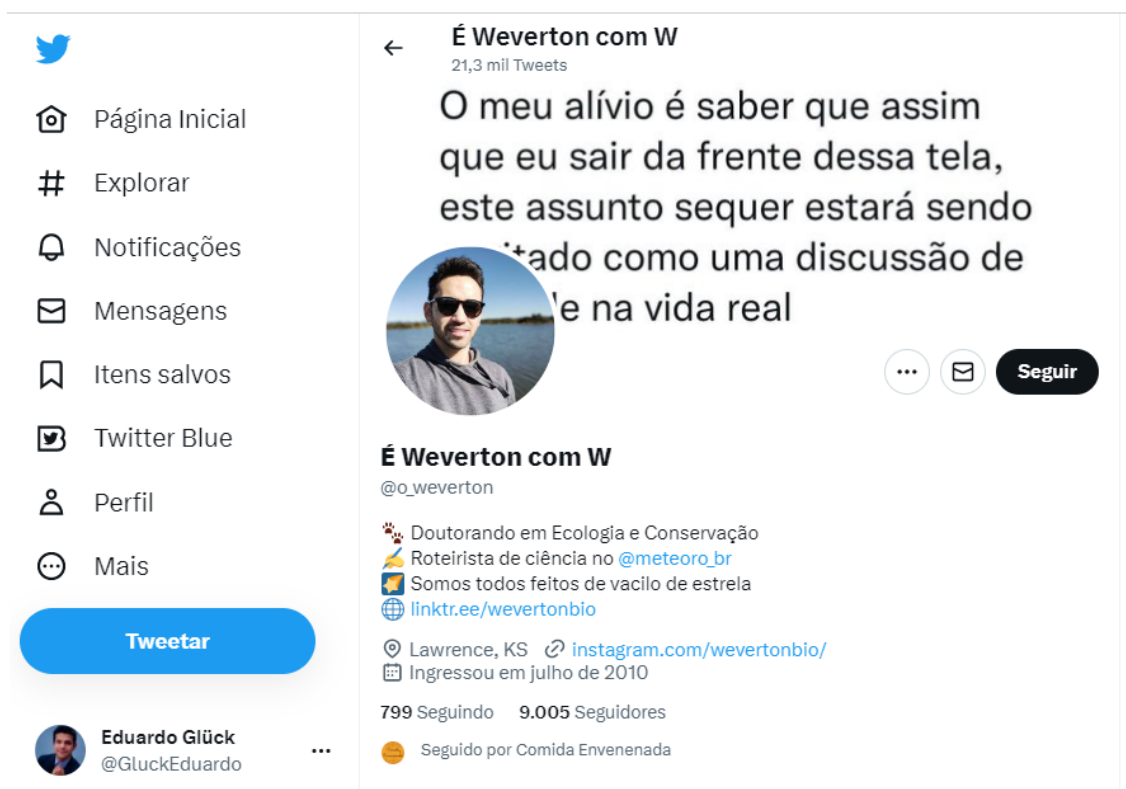 Página Inicial
Explorar
Notificações
Mensagens
Itens salvos
Twitter Blue
Perfil
Mais
Tweetar
Eduardo Glück
@GluckEduardo
É Weverton com W
21,3 mil Tweets
O meu alívio é saber que assim
que eu sair da frente dessa tela,
este assunto sequer estará sendo
como uma discussão de
na vida real
Seguir
É Weverton com W
@o_weverton
Doutorando em Ecologia e Conservação
Roteirista de ciência no @meteoro_br
Somos todos feitos de vacilo de estrela
linktr.ee/wevertonbio
Lawrence, KS instagram.com/wevertonbio/
Ingressou em julho de 2010
799 Seguindo 9.005 Seguidores
Seguido por Comida Envenenada